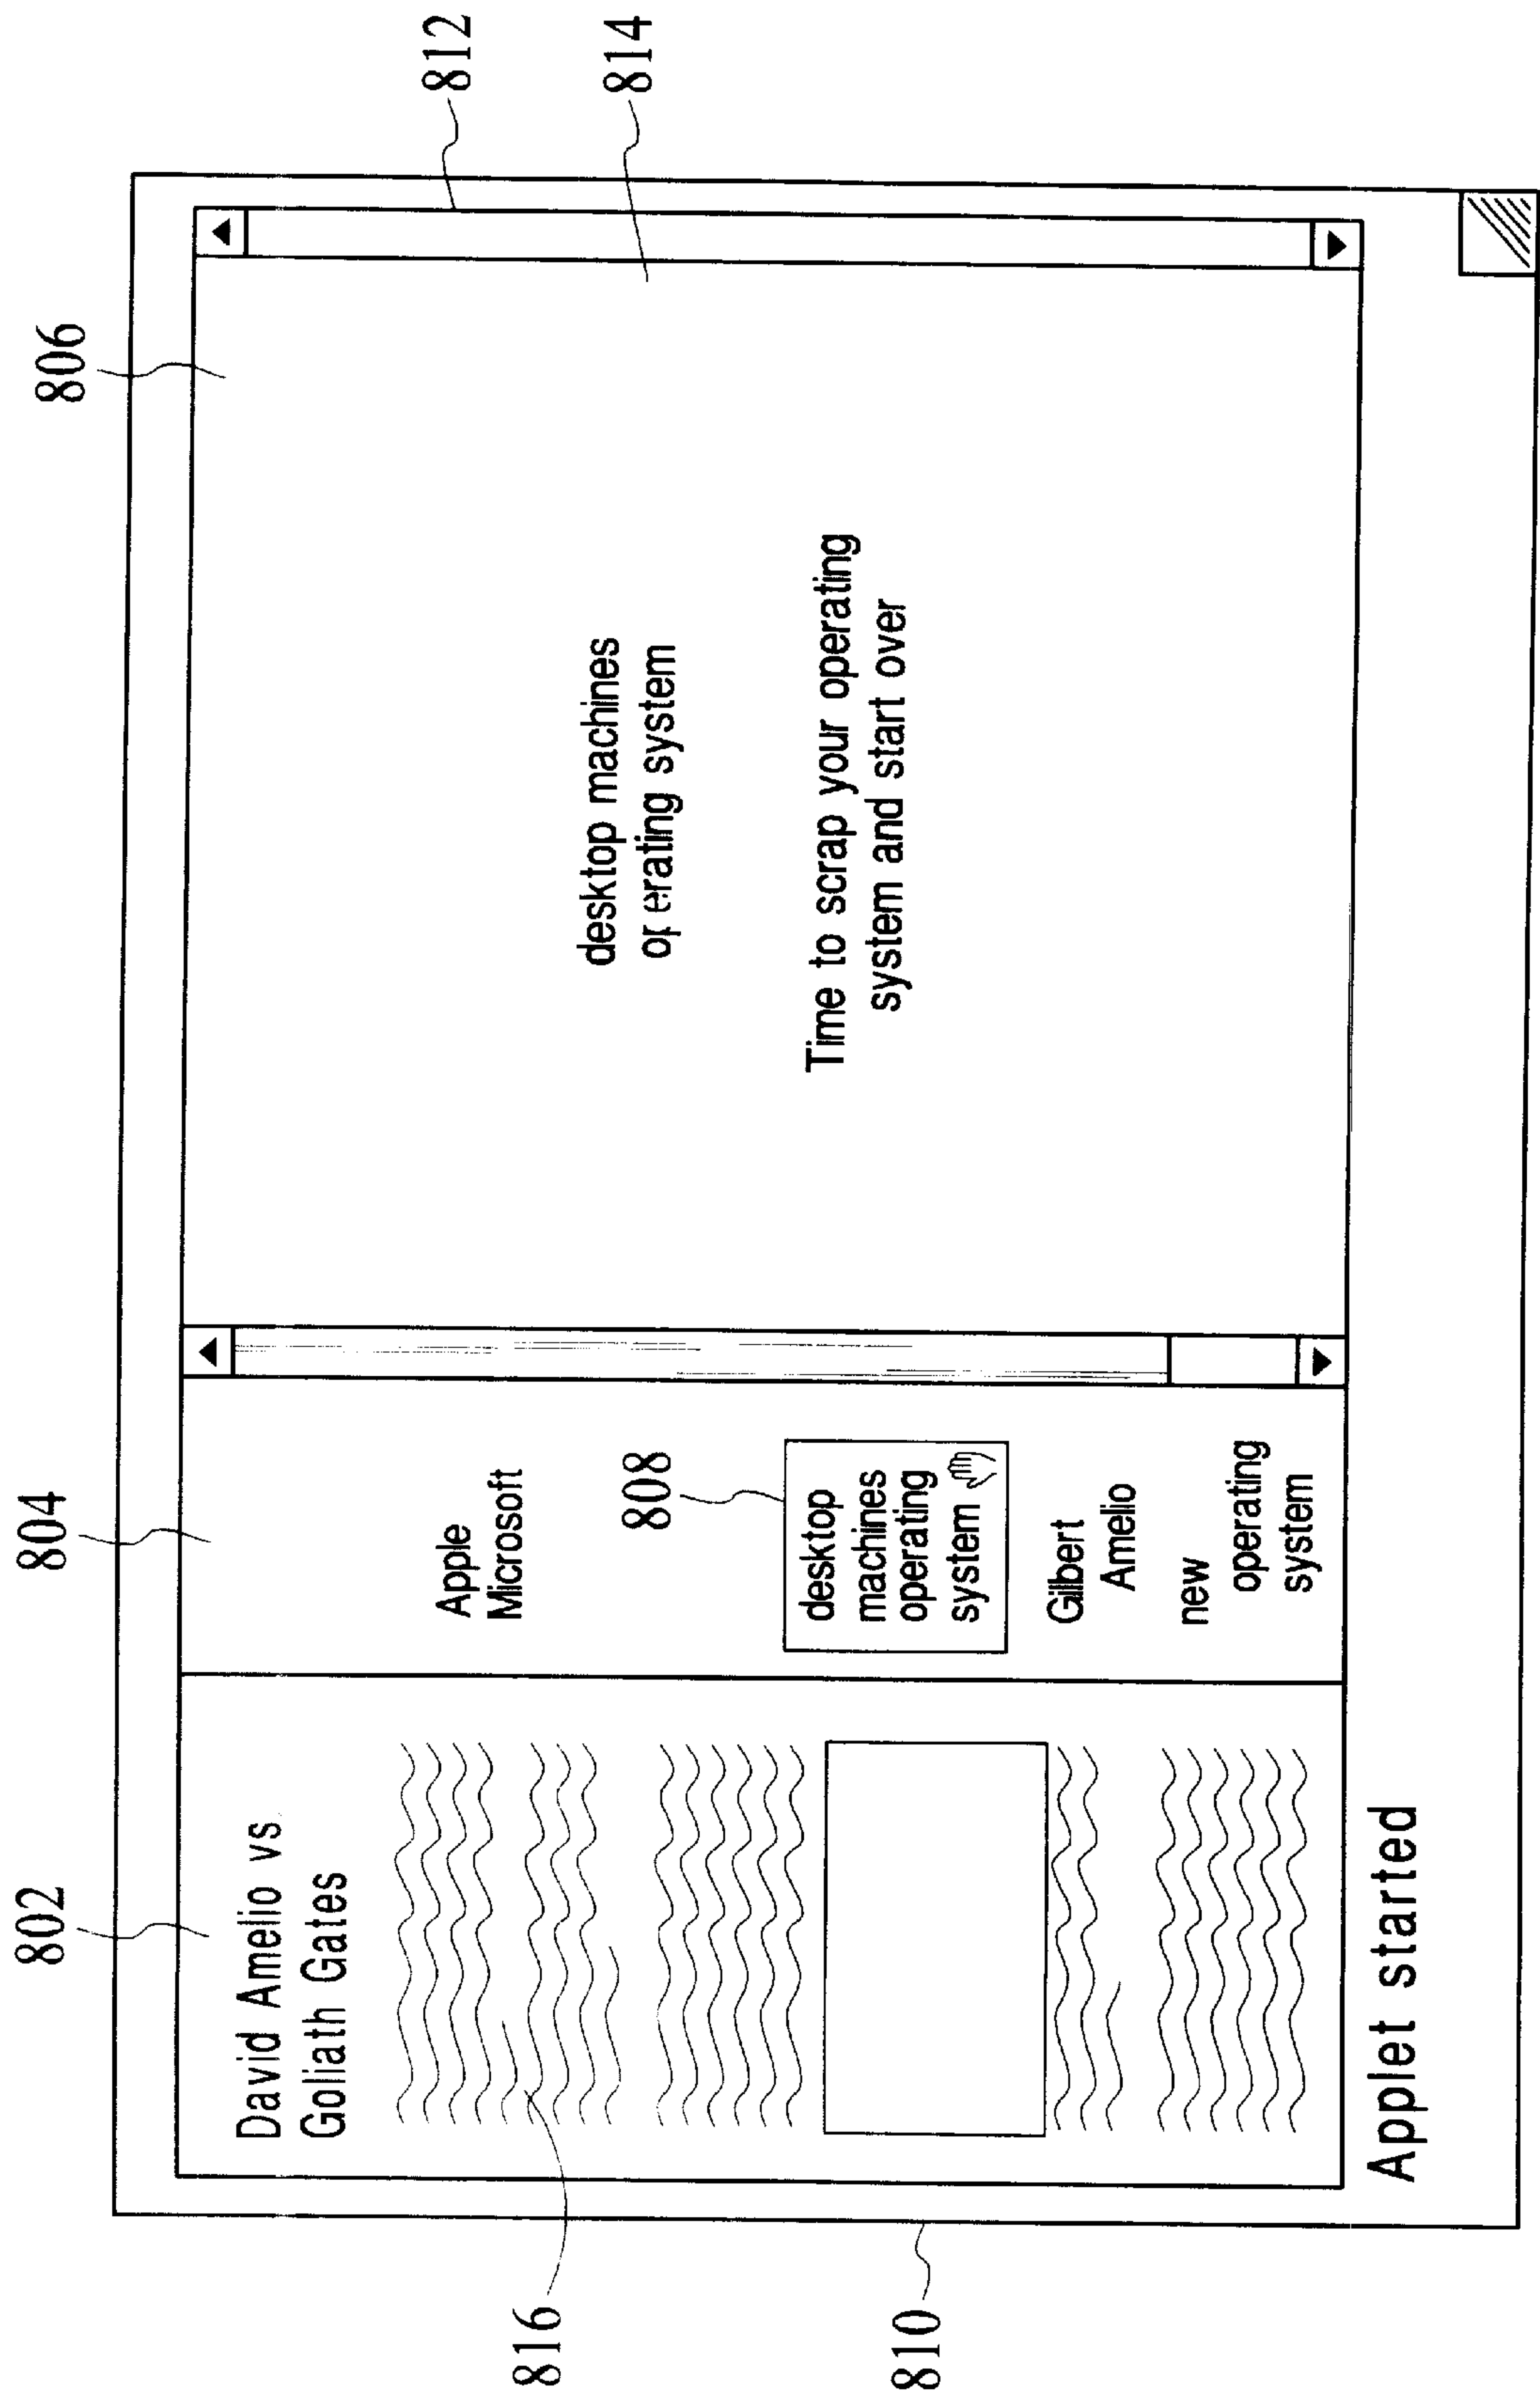 802
804
806
David Amelio vs
Goliath Gates
Apple
Microsoft
808
desktop
machines
operating
system
Gilbert
Amelio
new
operating
system
desktop machines
operating system
Time to scrap your operating
system and start over
812
814
816
810
Applet started